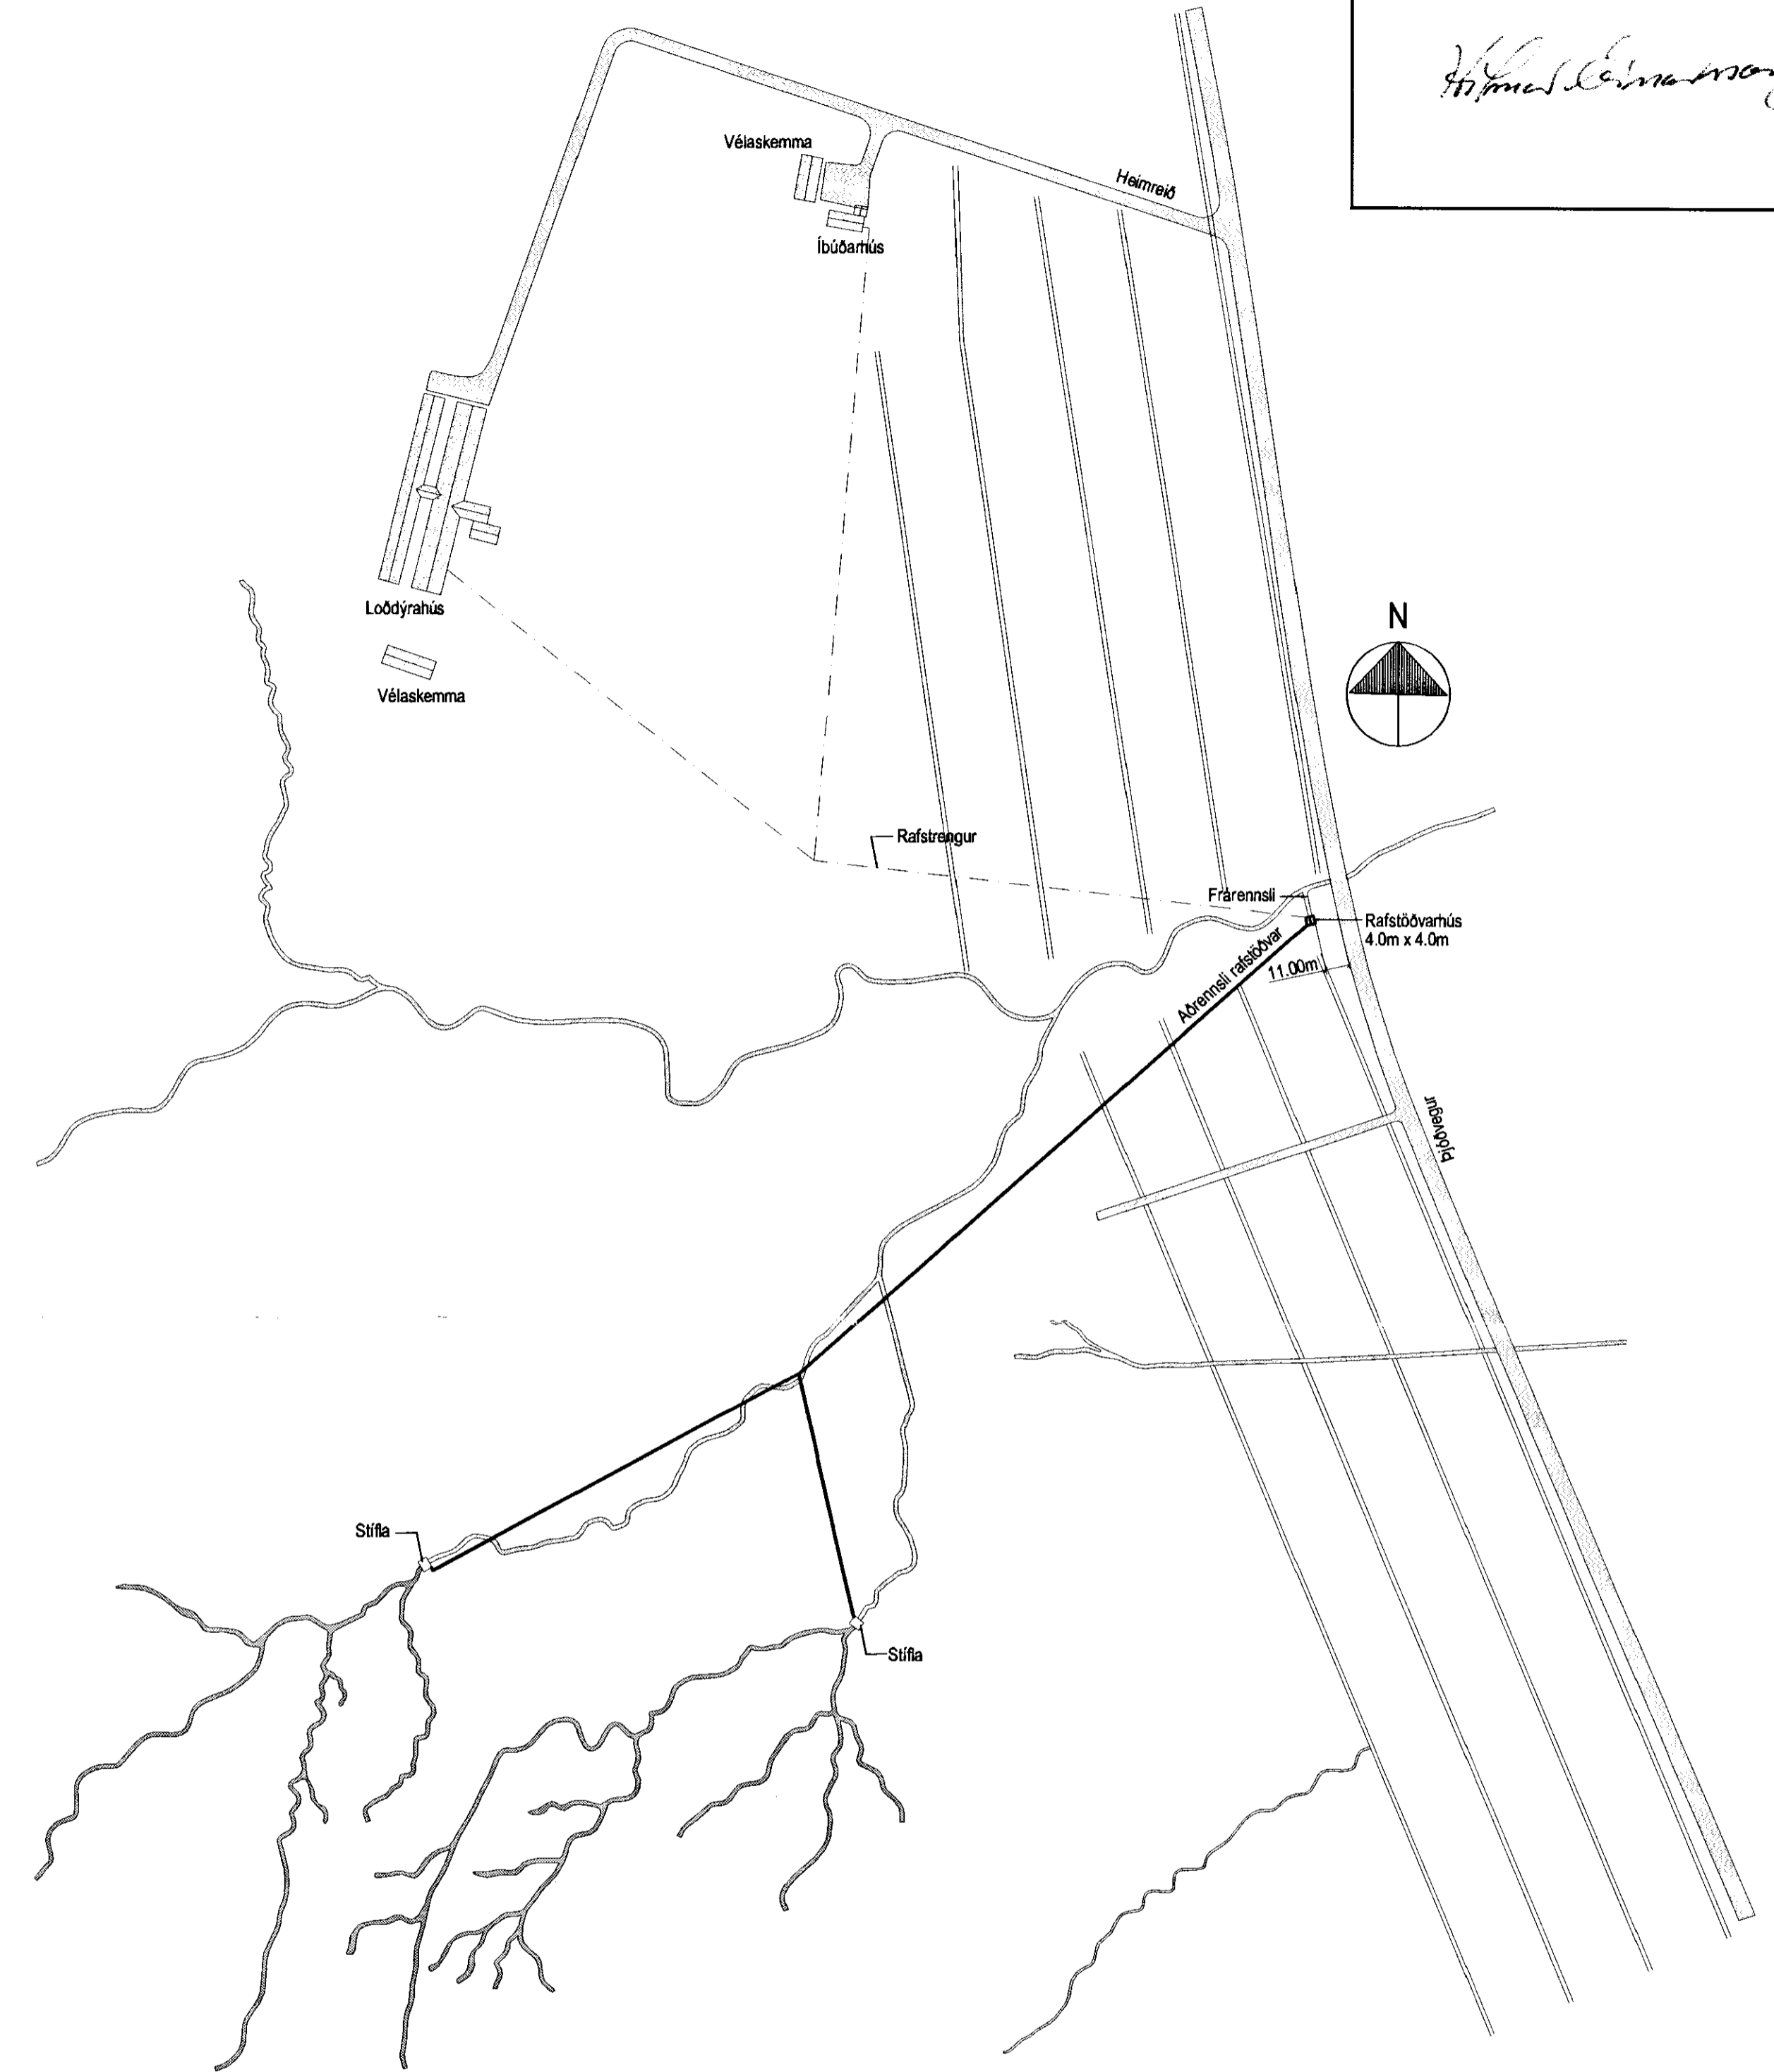 Vélaskemma
Heimreið
Íbúðarhús
Loðdýrahús
N
Vélaskemma
Rafstrengur
Frárennsli
Rafstöðvarhús
4.0m x 4.0m
Aðrennsli rafstöðvar
11.00m
Þjóðvegur
Stífla
Stífla